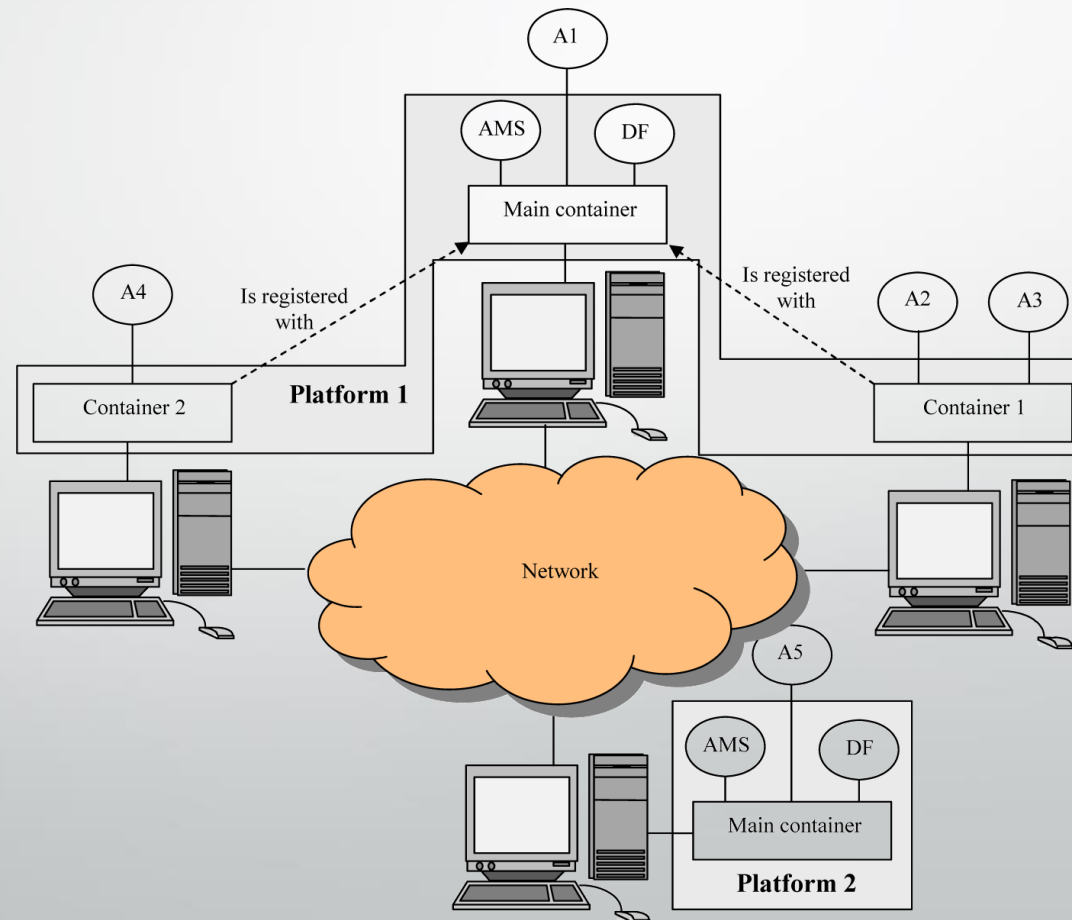 A1
AMS
DF
Main container
Is registered
with
Is registered
with
A4
A2
A3
Platform 1
Container 2
Container 1
Network
A5
AMS
DF
Main container
Platform 2